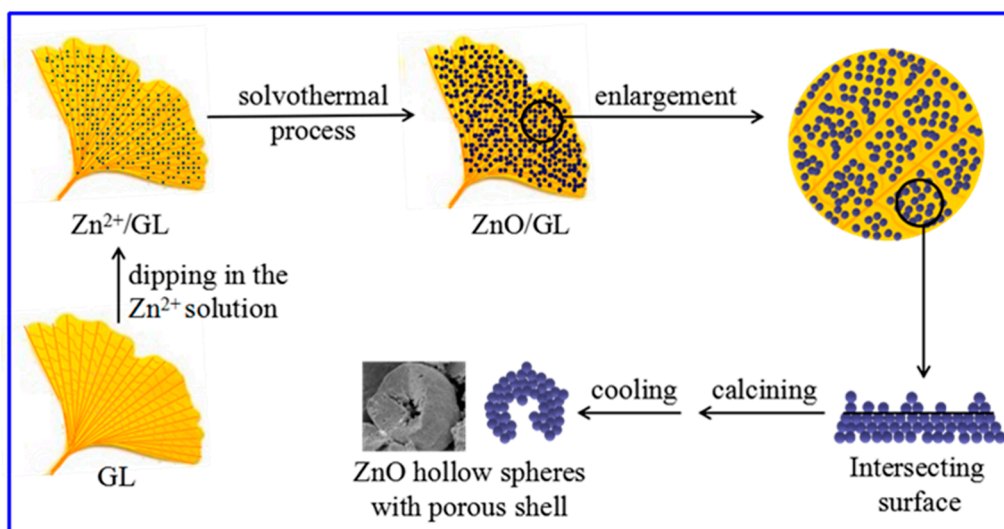 solvothermal
process
enlargement
Zn²⁺/GL
ZnO/GL
dipping in the
Zn²⁺ solution
GL
cooling
calcining
ZnO hollow spheres
with porous shell
Intersecting
surface